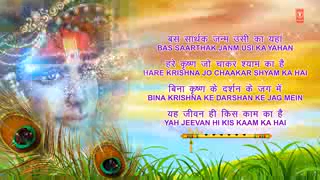 बस सार्थक जन्म उसी का यहां
BAS SAARTHAK JANM USI KA YAHAN
हरे कृष्ण जो चाकर श्याम का है
HARE KRISHNA JO CHAAKAR SHYAM KA HAI
बिना कृष्ण के दर्शन के जग में
BINA KRISHNA KE DARSHAN KE JAG MEIN
यह जीवन ही किस काम का है
YAH JEEVAN HI KIS KAAM KA HAI